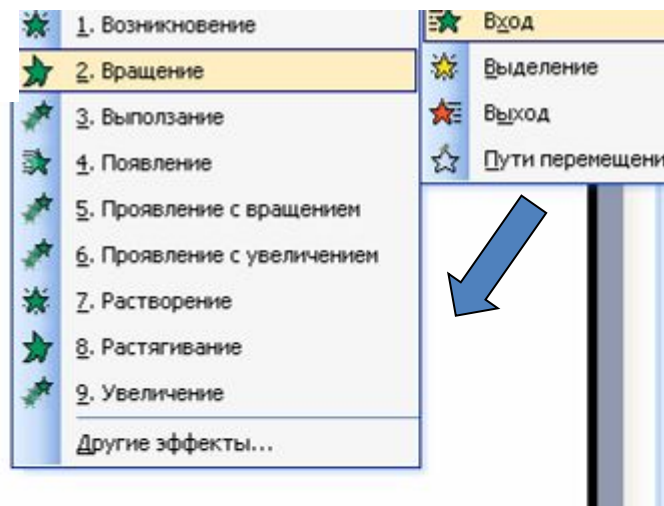 1. Возникновение
2. Вращение
3. Выползание
4. Появление
5. Проявление с вращением
6. Проявление с увеличением
7. Растворение
8. Растягивание
9. Увеличение
Другие эффекты...
Вход
Выделение
Выход
Пути перемещени